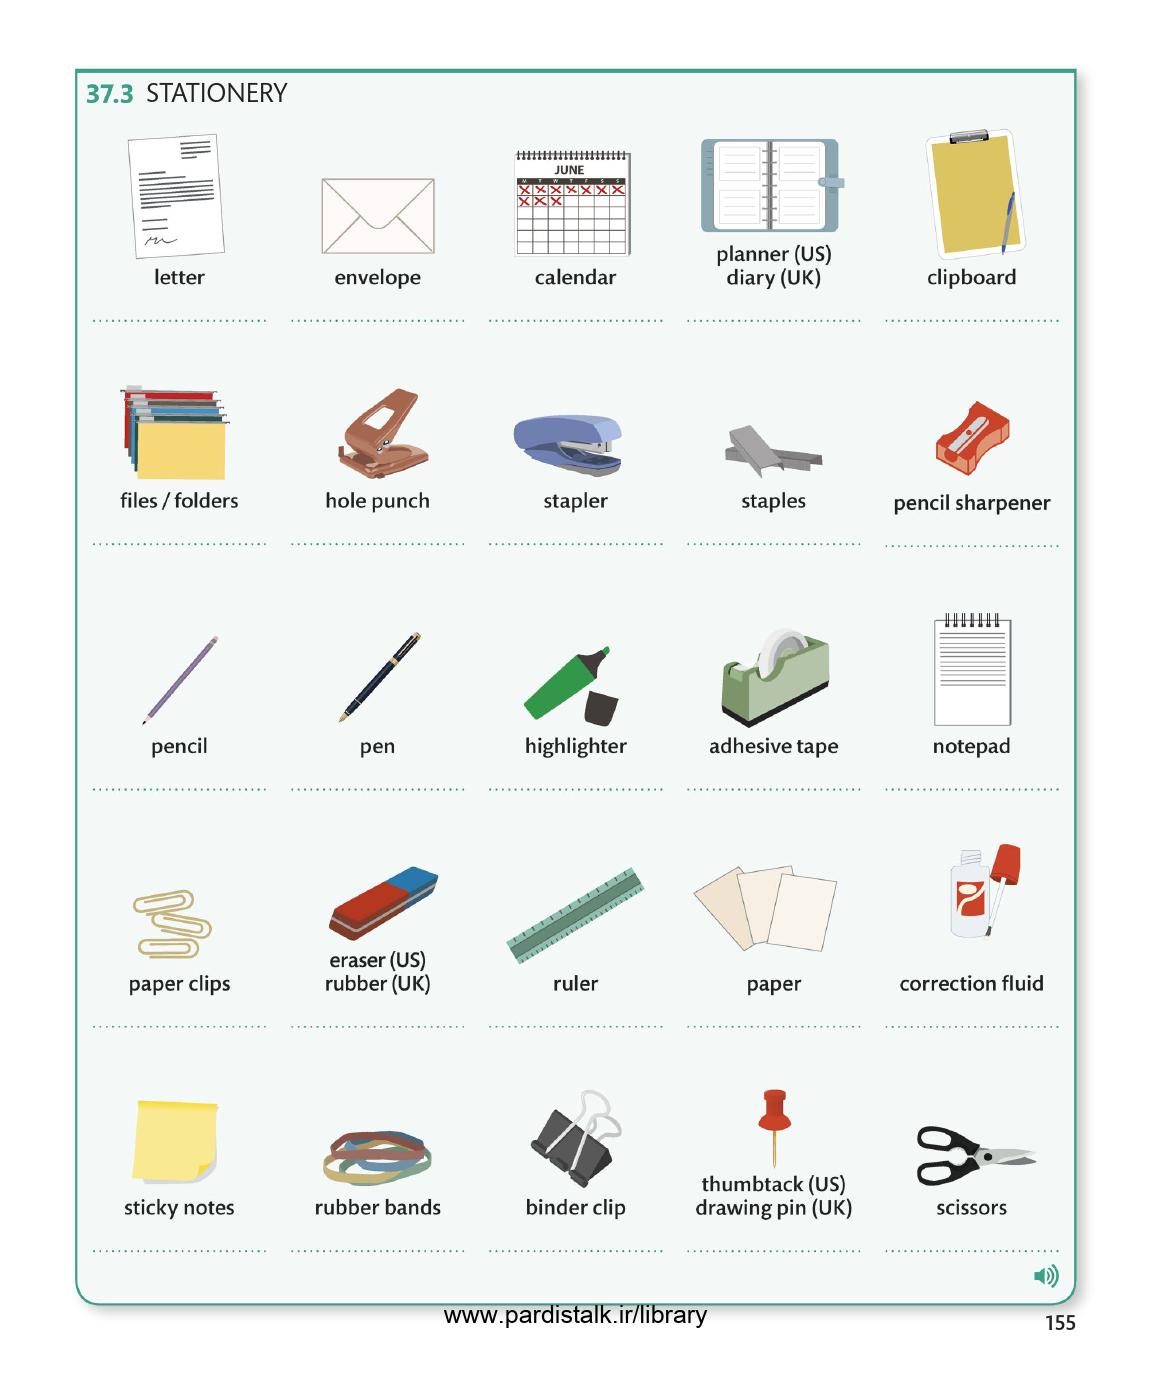 37.3 STATIONERY
JUNE
M T W T F S S
letter
envelope
calendar
planner (US)
diary (UK)
clipboard
files / folders
hole punch
stapler
staples
pencil sharpener
pencil
pen
highlighter
adhesive tape
notepad
paper clips
eraser (US)
rubber (UK)
ruler
paper
correction fluid
sticky notes
rubber bands
binder clip
thumbtack (US)
drawing pin (UK)
scissors
www.pardistalk.ir/library
155